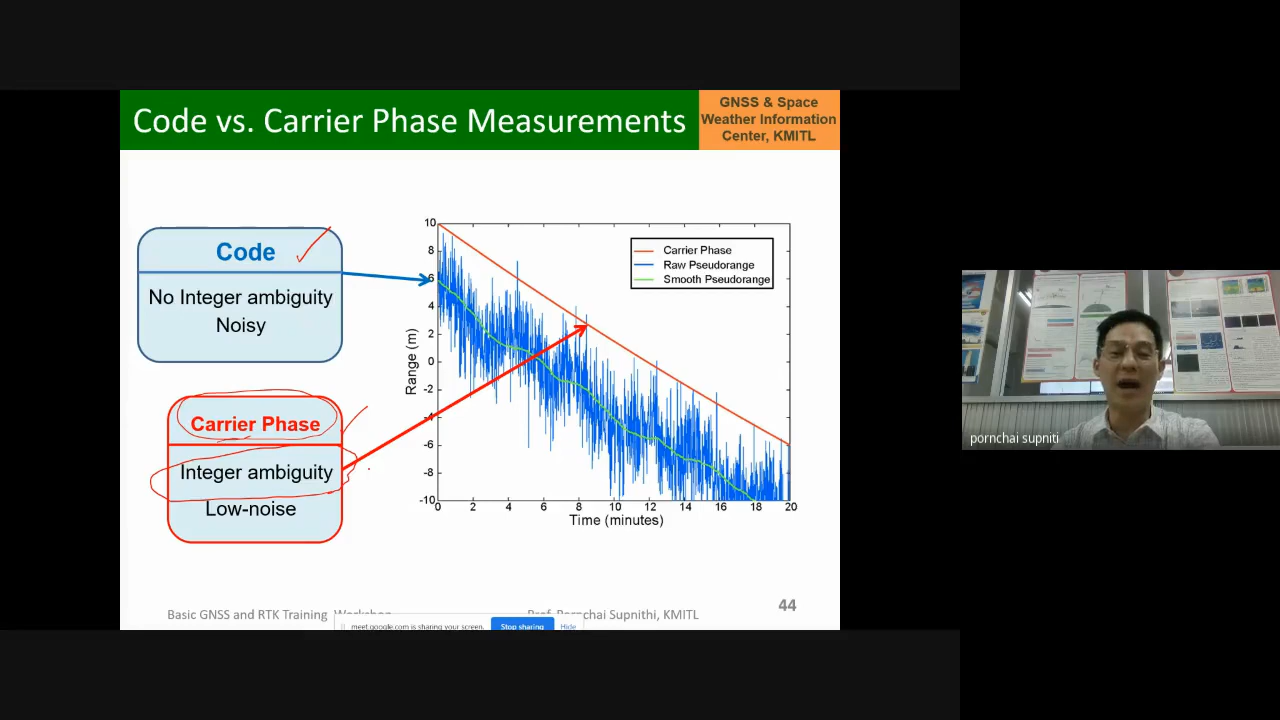 Code vs. Carrier Phase Measurements
GNSS & Space
Weather Information
Center, KMITL
Code
No Integer ambiguity
Noisy
Carrier Phase
Integer ambiguity
Low-noise
10
8
6
4
2
0
-2
-4
-6
-8
-10
Range (m)
Carrier Phase
Raw Pseudorange
Smooth Pseudorange
0 2 4 6 8 10 12 14 16 18 20
Time (minutes)
Basic GNSS and RTK Training Workshop
Prof. Pornchai Supnithi, KMITL
44
meet.google.com is sharing your screen.
Stop sharing
Hide
pornchai supniti